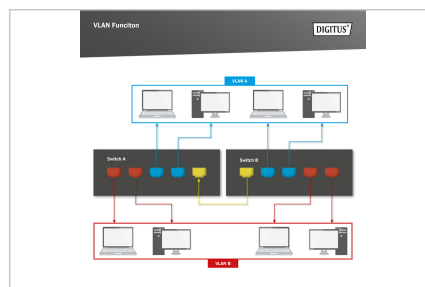 VLAN Funciton
DIGITUS
VLAN A
Switch A
Switch B
VLAN B